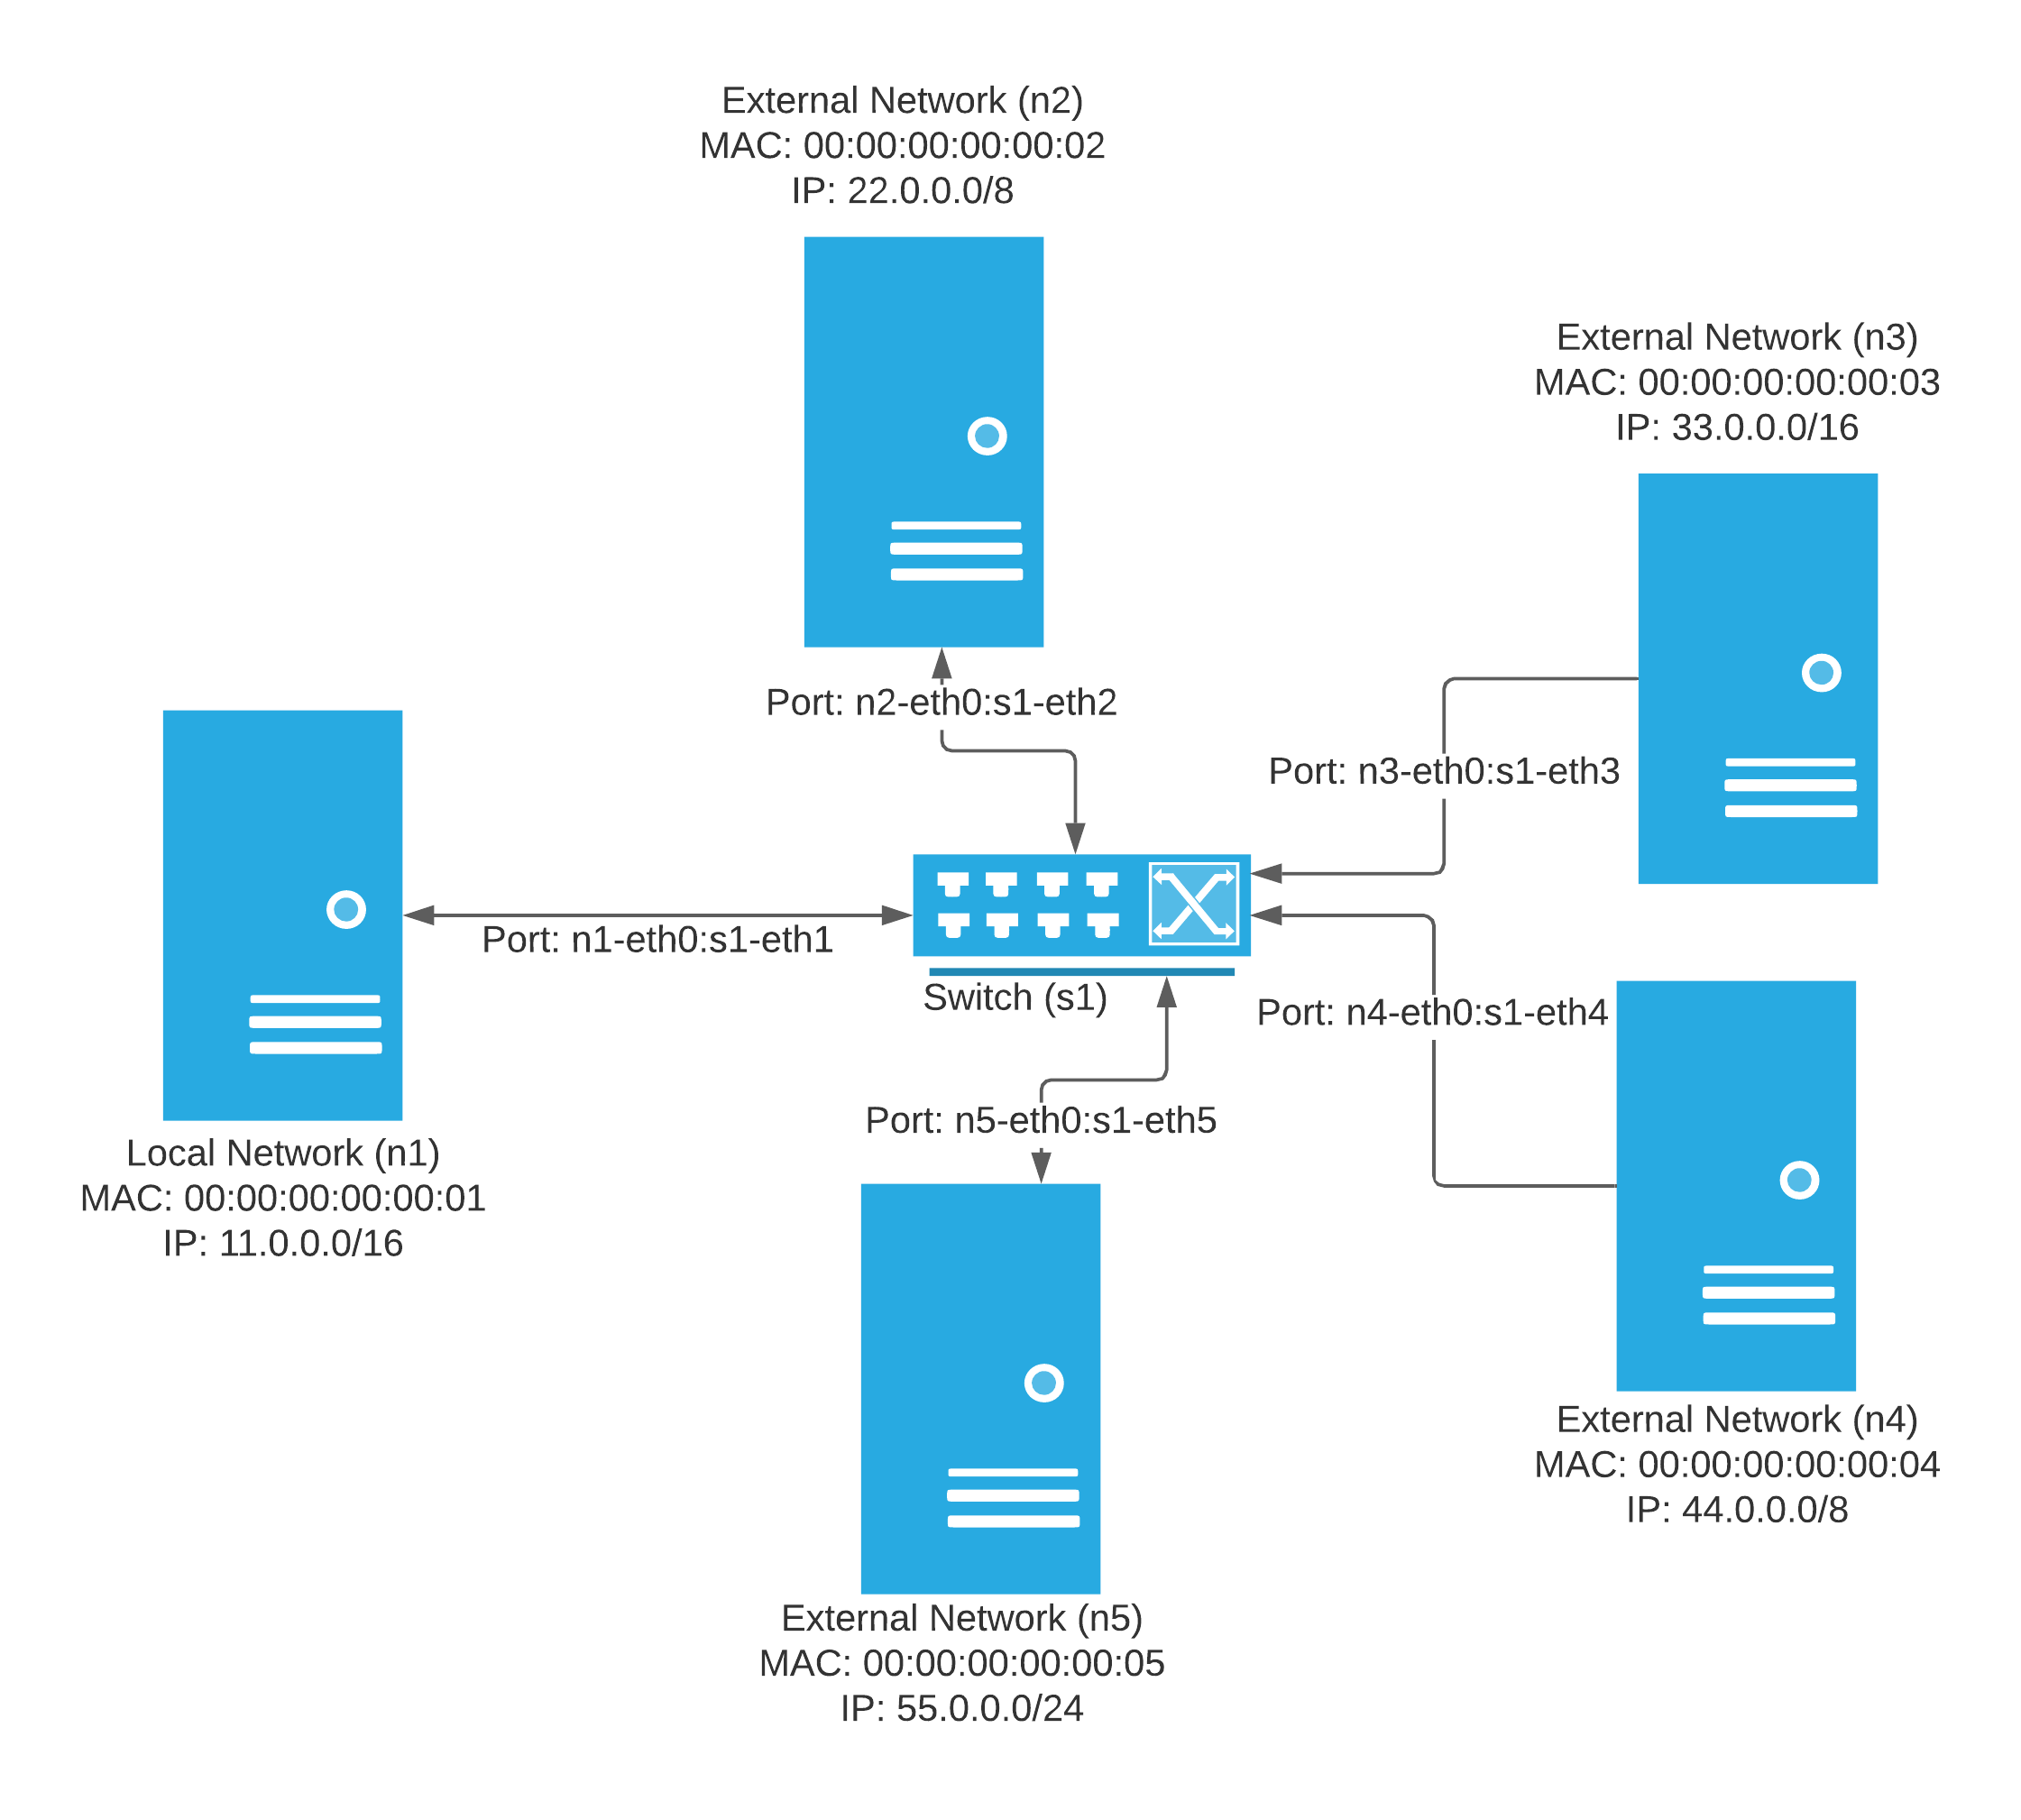 External Network (n2)
MAC: 00:00:00:00:00:02
IP: 22.0.0.0/8
External Network (n3)
MAC: 00:00:00:00:00:03
IP: 33.0.0.0/16
Port: n2-eth0:s1-eth2
Port: n3-eth0:s1-eth3
Port: n1-eth0:s1-eth1
Switch (s1)
Port: n4-eth0:s1-eth4
Port: n5-eth0:s1-eth5
Local Network (n1)
MAC: 00:00:00:00:00:01
IP: 11.0.0.0/16
External Network (n4)
MAC: 00:00:00:00:00:04
IP: 44.0.0.0/8
External Network (n5)
MAC: 00:00:00:00:00:05
IP: 55.0.0.0/24